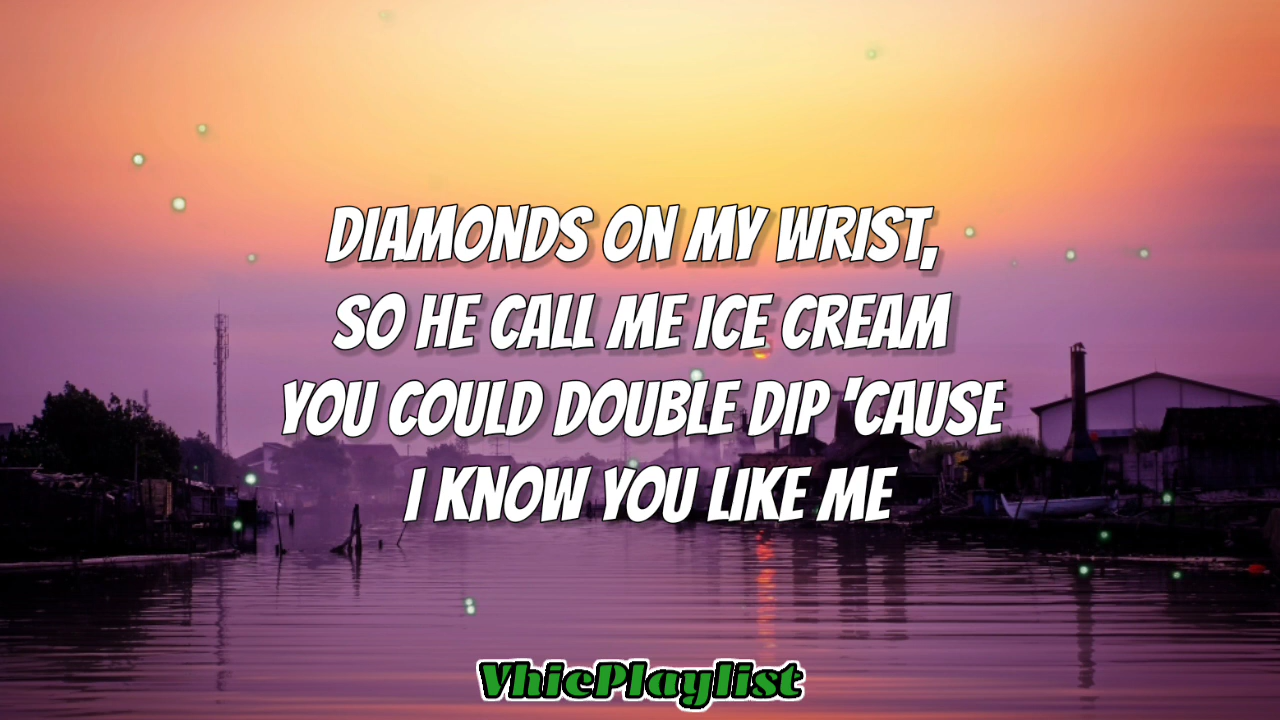 DIAMONDS ON MY WRIST,
SO HE CALL ME ICE CREAM
YOU COULD DOUBLE DIP 'CAUSE
I KNOW YOU LIKE ME
VhicPlaylist